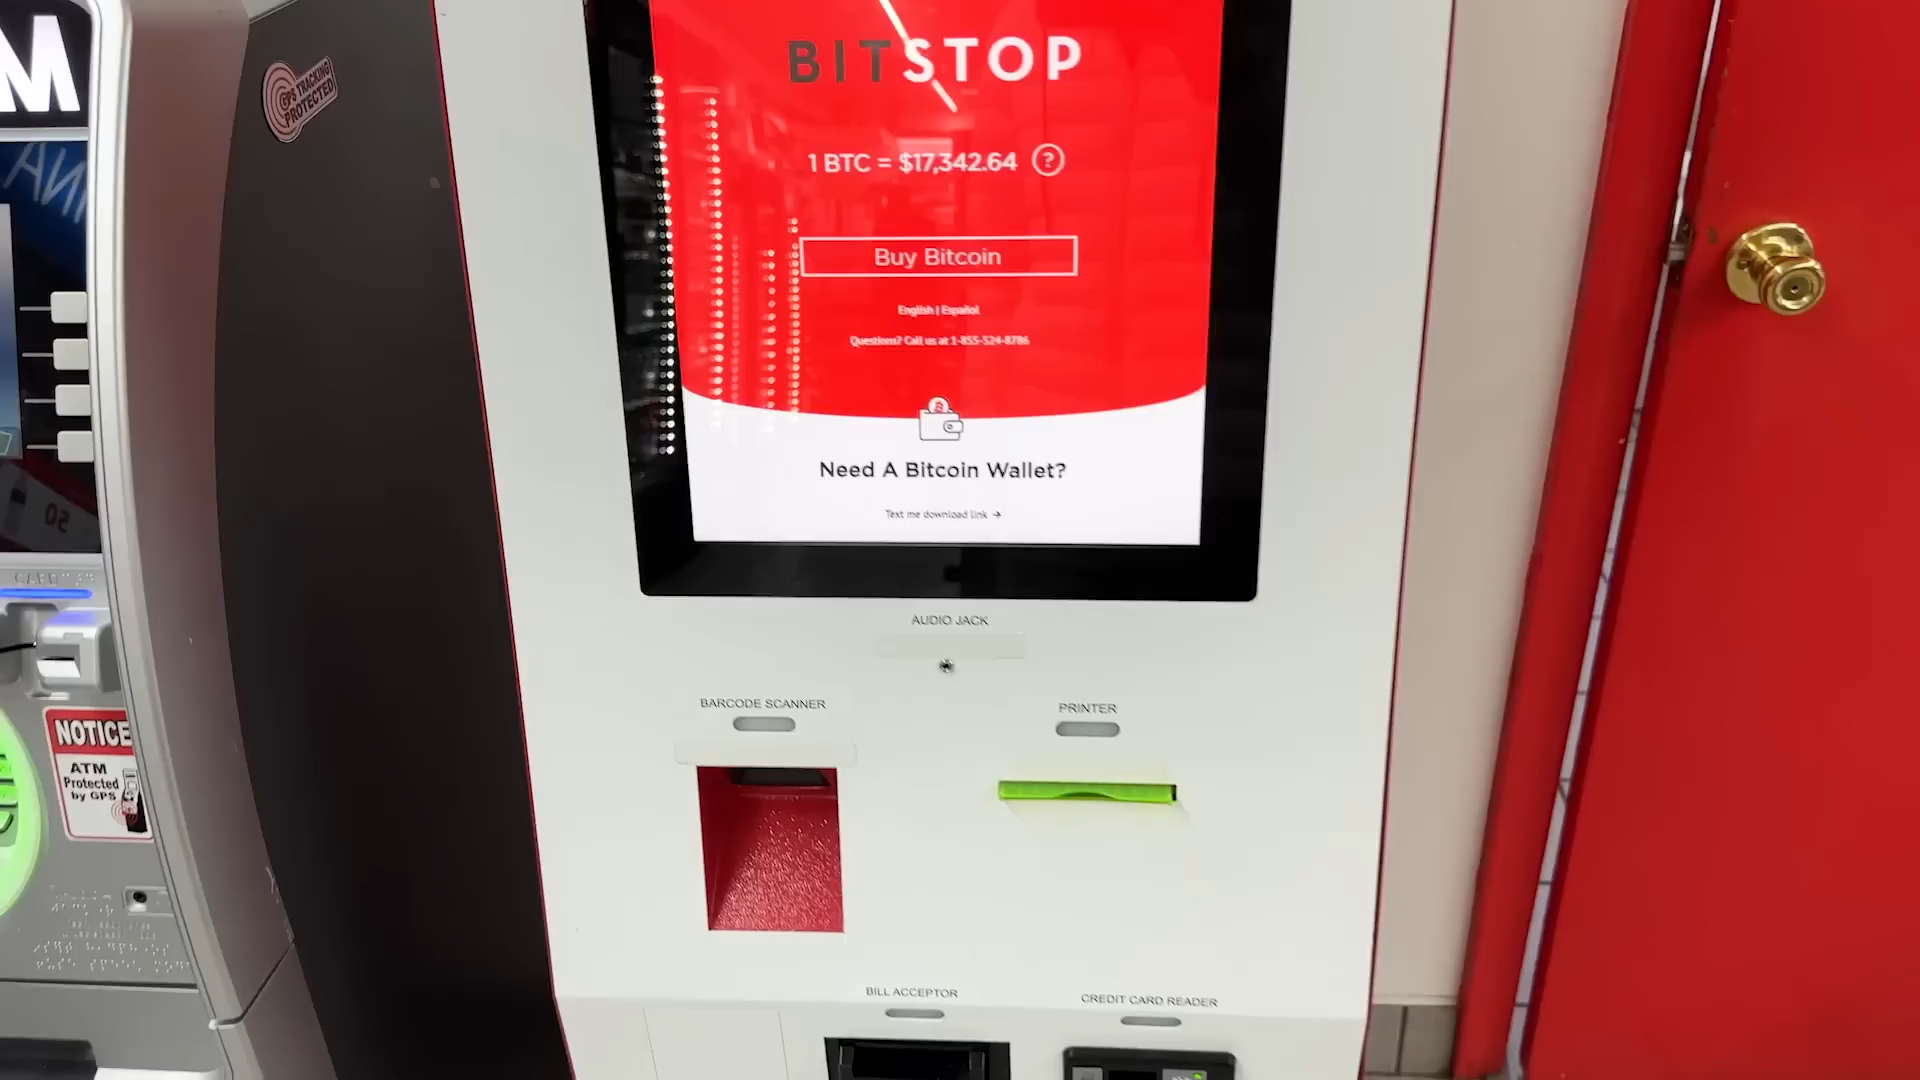 M
GPS TRACKING
PROTECTED
BITSTOP
1 BTC = $17,342.64 ?
Buy Bitcoin
English | Español
Questions? Call us at 1-855-524-8786
Need A Bitcoin Wallet?
Text me download link →
AUDIO JACK
BARCODE SCANNER
PRINTER
BILL ACCEPTOR
CREDIT CARD READER
CARD
NOTICE
ATM
Protected
by GPS
50